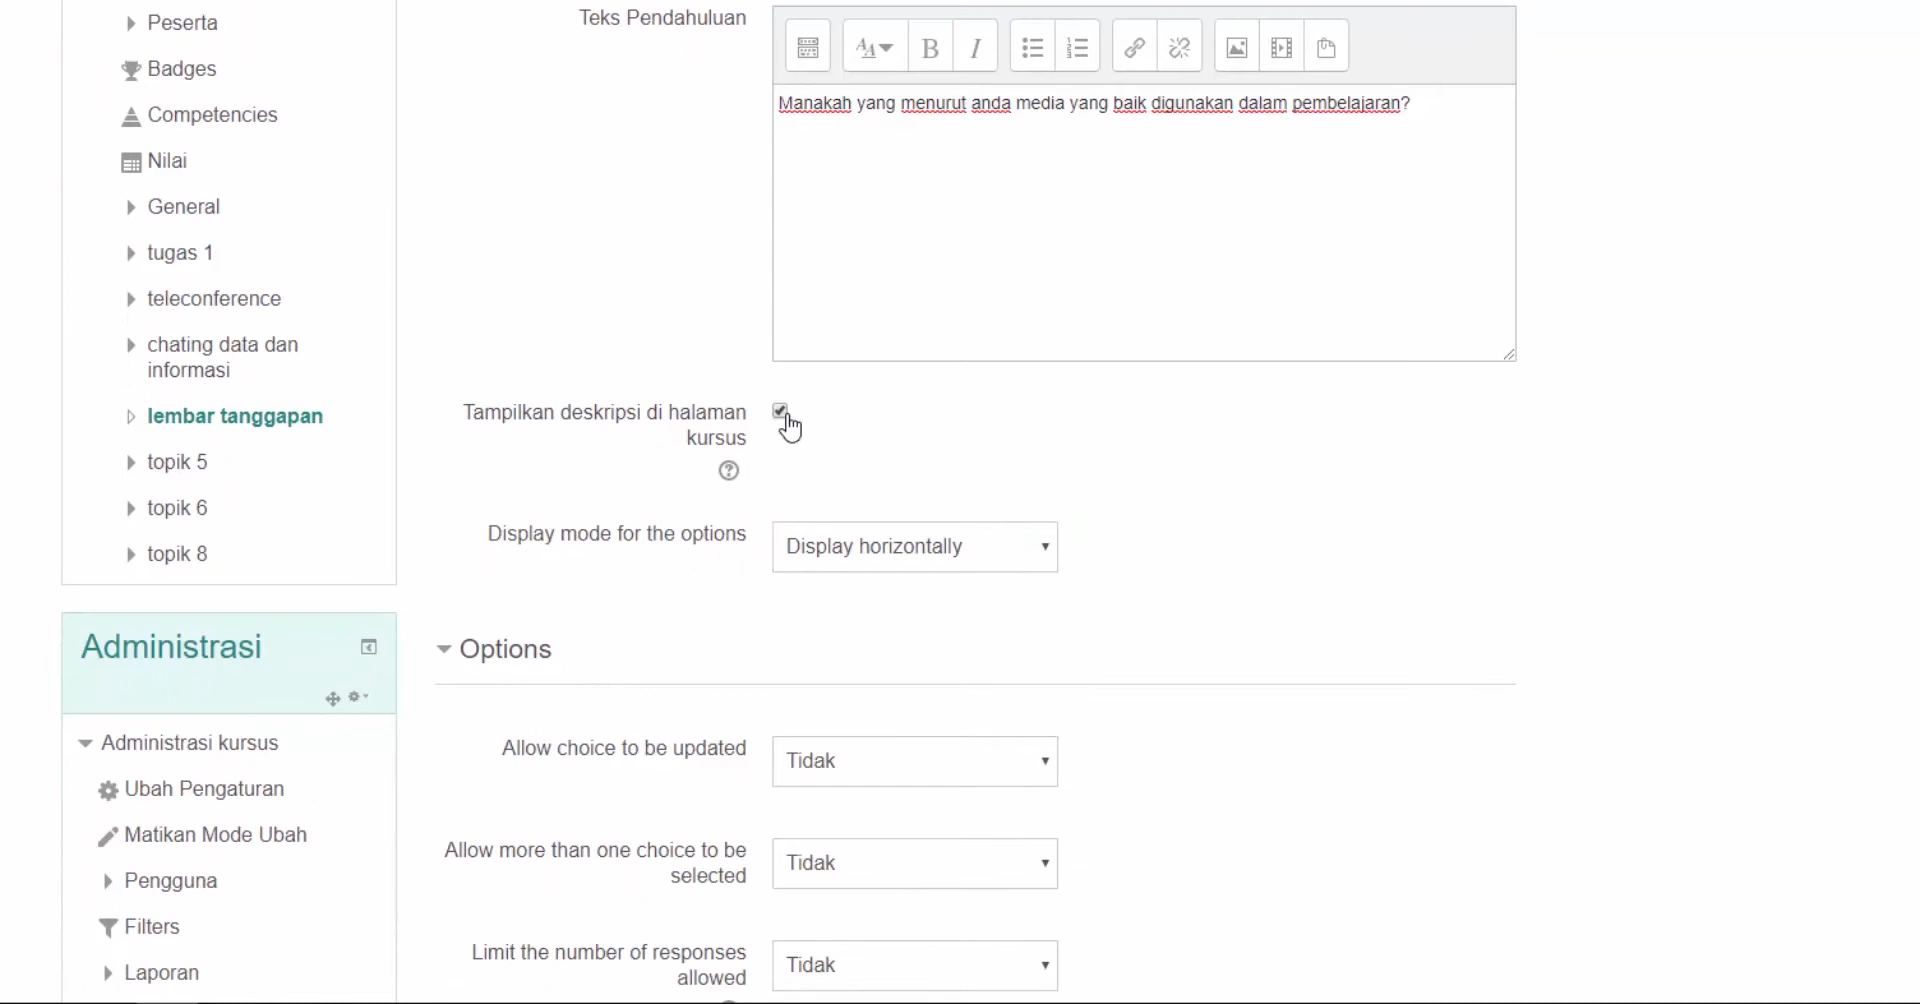 Peserta
Badges
Competencies
Nilai
General
tugas 1
teleconference
chating data dan
informasi
lembar tanggapan
topik 5
topik 6
topik 8
Administrasi
Administrasi kursus
Ubah Pengaturan
Matikan Mode Ubah
Pengguna
Filters
Laporan
Teks Pendahuluan
Manakah yang menurut anda media yang baik digunakan dalam pembelajaran?
Tampilkan deskripsi di halaman
kursus
Display mode for the options
Display horizontally
Options
Allow choice to be updated
Tidak
Allow more than one choice to be
selected
Tidak
Limit the number of responses
allowed
Tidak